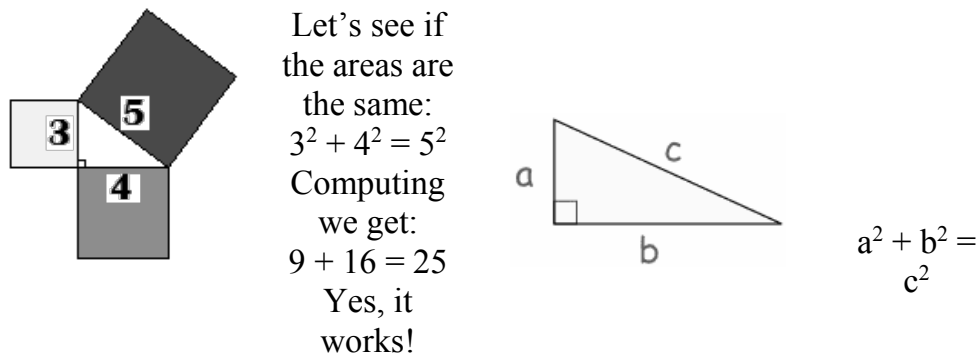 3
5
4
Let’s see if
the areas are
the same:
3² + 4² = 5²
Computing
we get:
9 + 16 = 25
Yes, it
works!
a
c
b
a² + b² =
c²